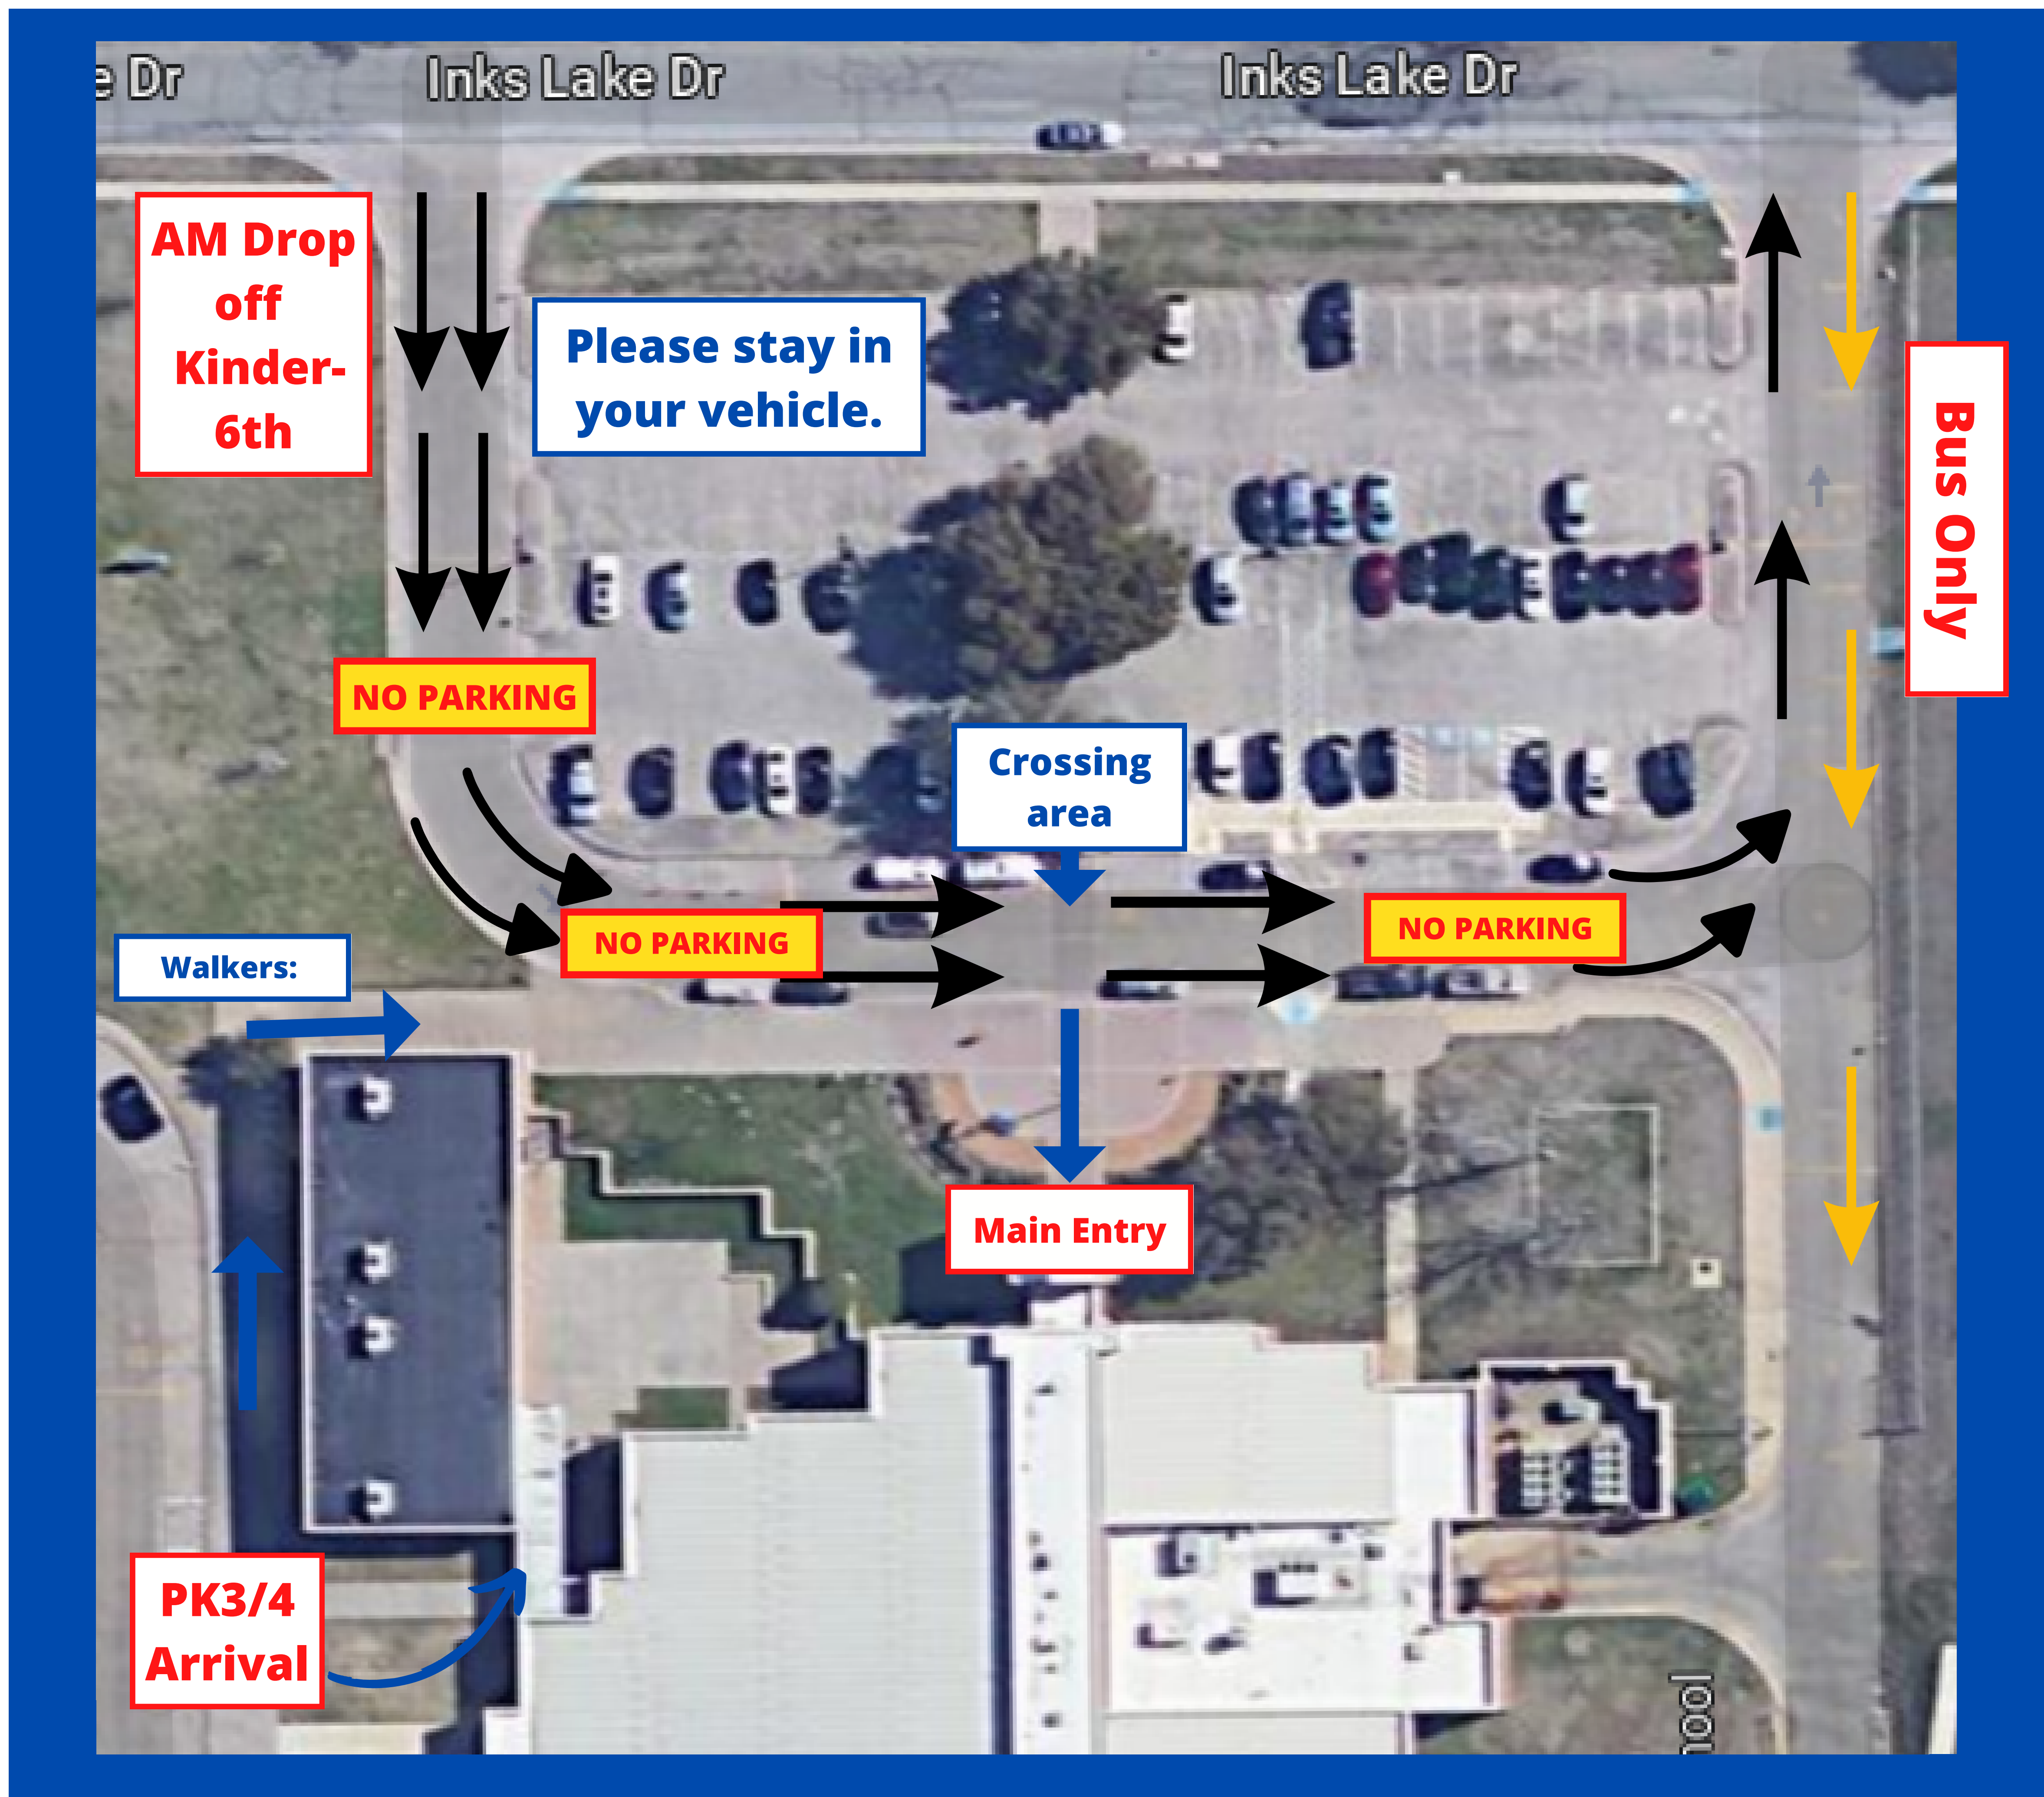 e Dr
Inks Lake Dr
Inks Lake Dr
AM Drop
off
Kinder-
6th
Please stay in
your vehicle.
Bus Only
NO PARKING
Crossing
area
NO PARKING
NO PARKING
Walkers:
Main Entry
PK3/4
Arrival
hool